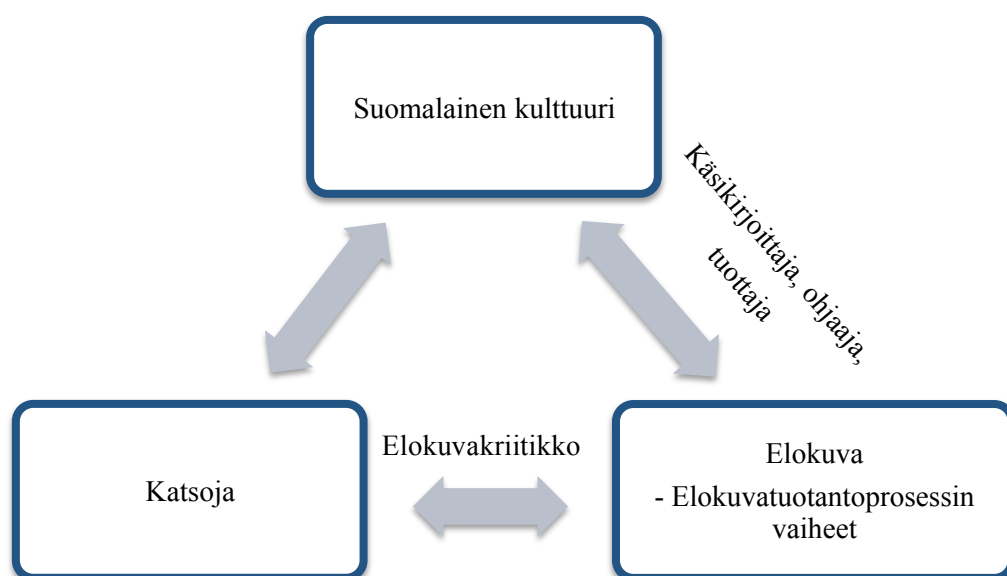 Suomalainen kulttuuri
Käsikirjoittaja, ohjaaja,
tuottaja
Katsoja
Elokuvakriitikko
Elokuva
- Elokuvatuotantoprosessin
vaiheet